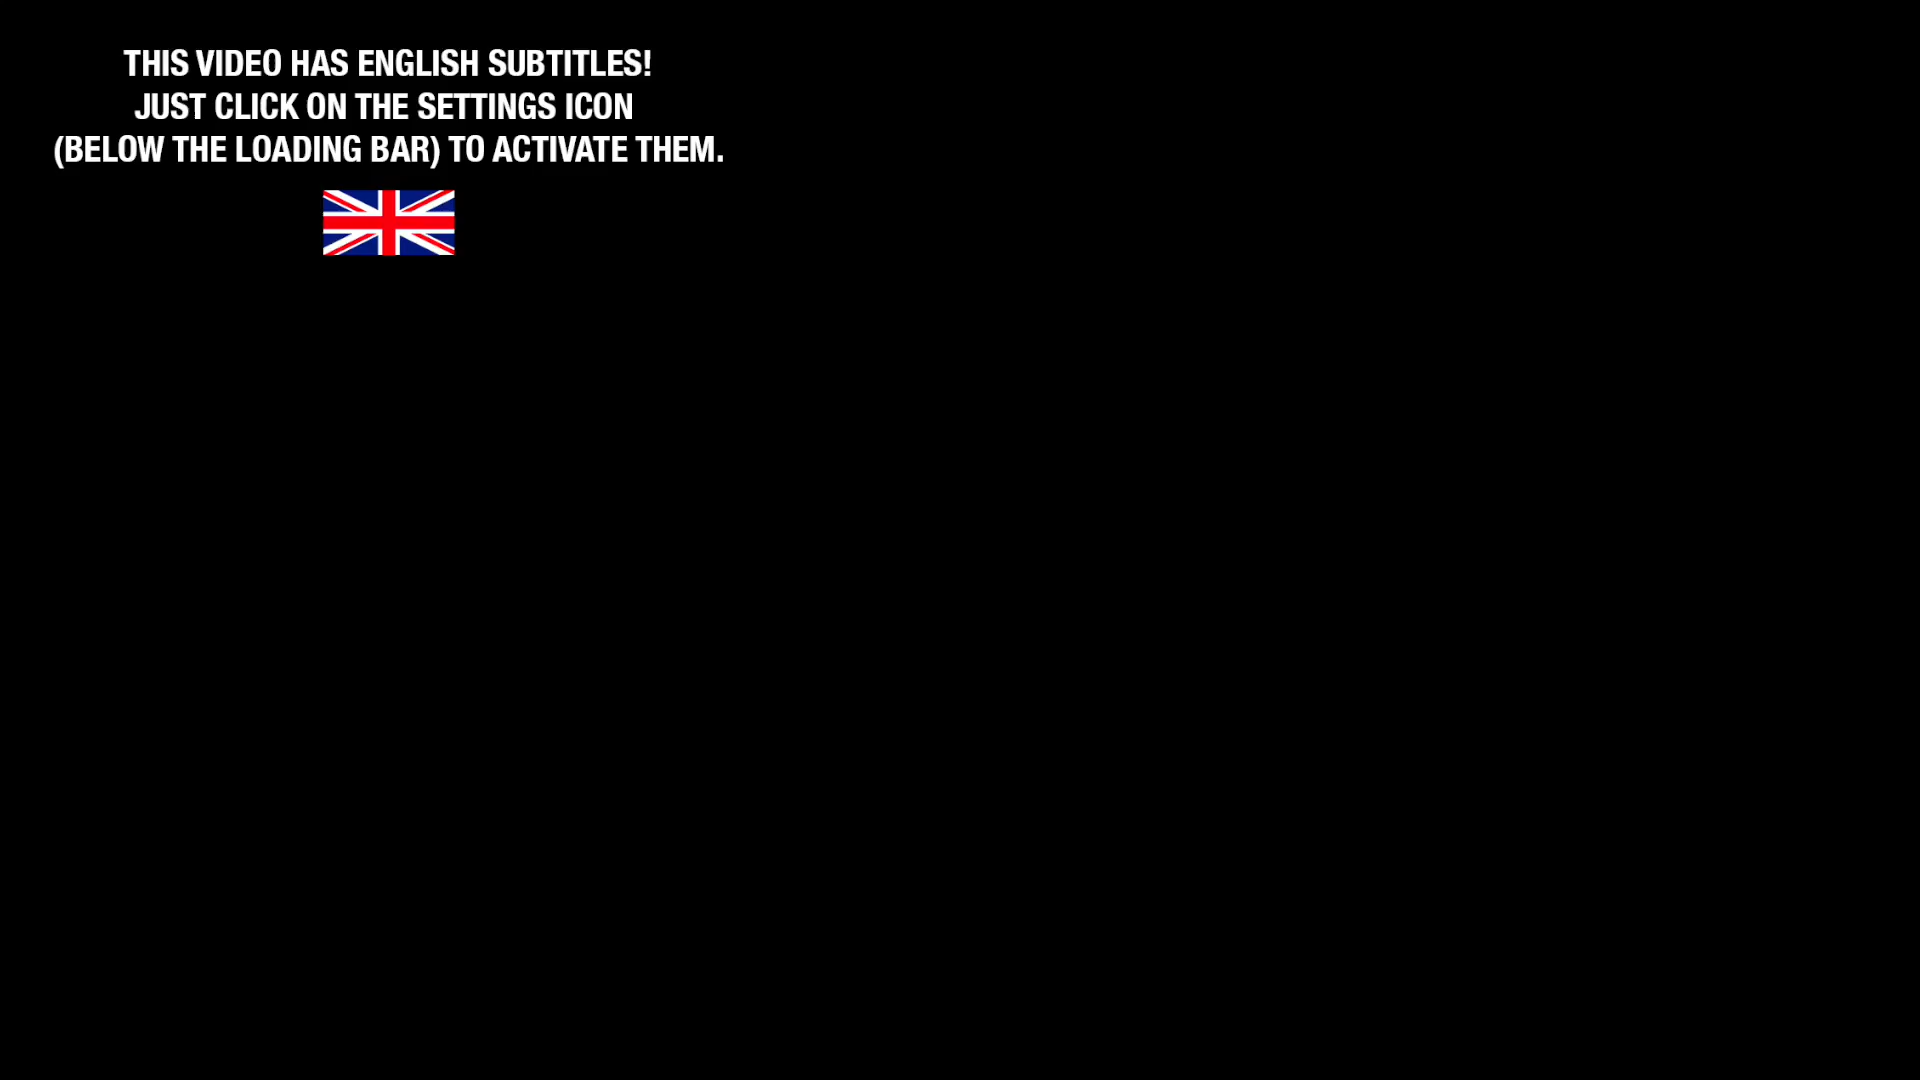 THIS VIDEO HAS ENGLISH SUBTITLES!
JUST CLICK ON THE SETTINGS ICON
(BELOW THE LOADING BAR) TO ACTIVATE THEM.